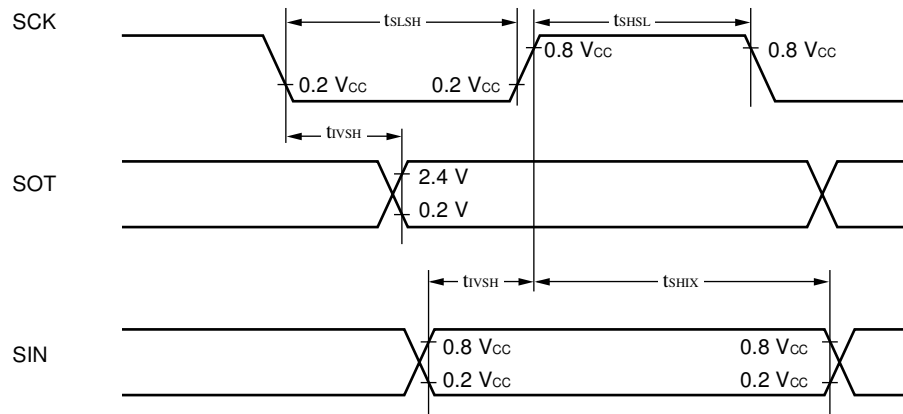 SCK
tSLSH
tSHSL
0.2 VCC
0.2 VCC
0.8 VCC
0.8 VCC
tIVSH
SOT
2.4 V
0.2 V
tIVSH
tSHIX
SIN
0.8 VCC
0.2 VCC
0.8 VCC
0.2 VCC